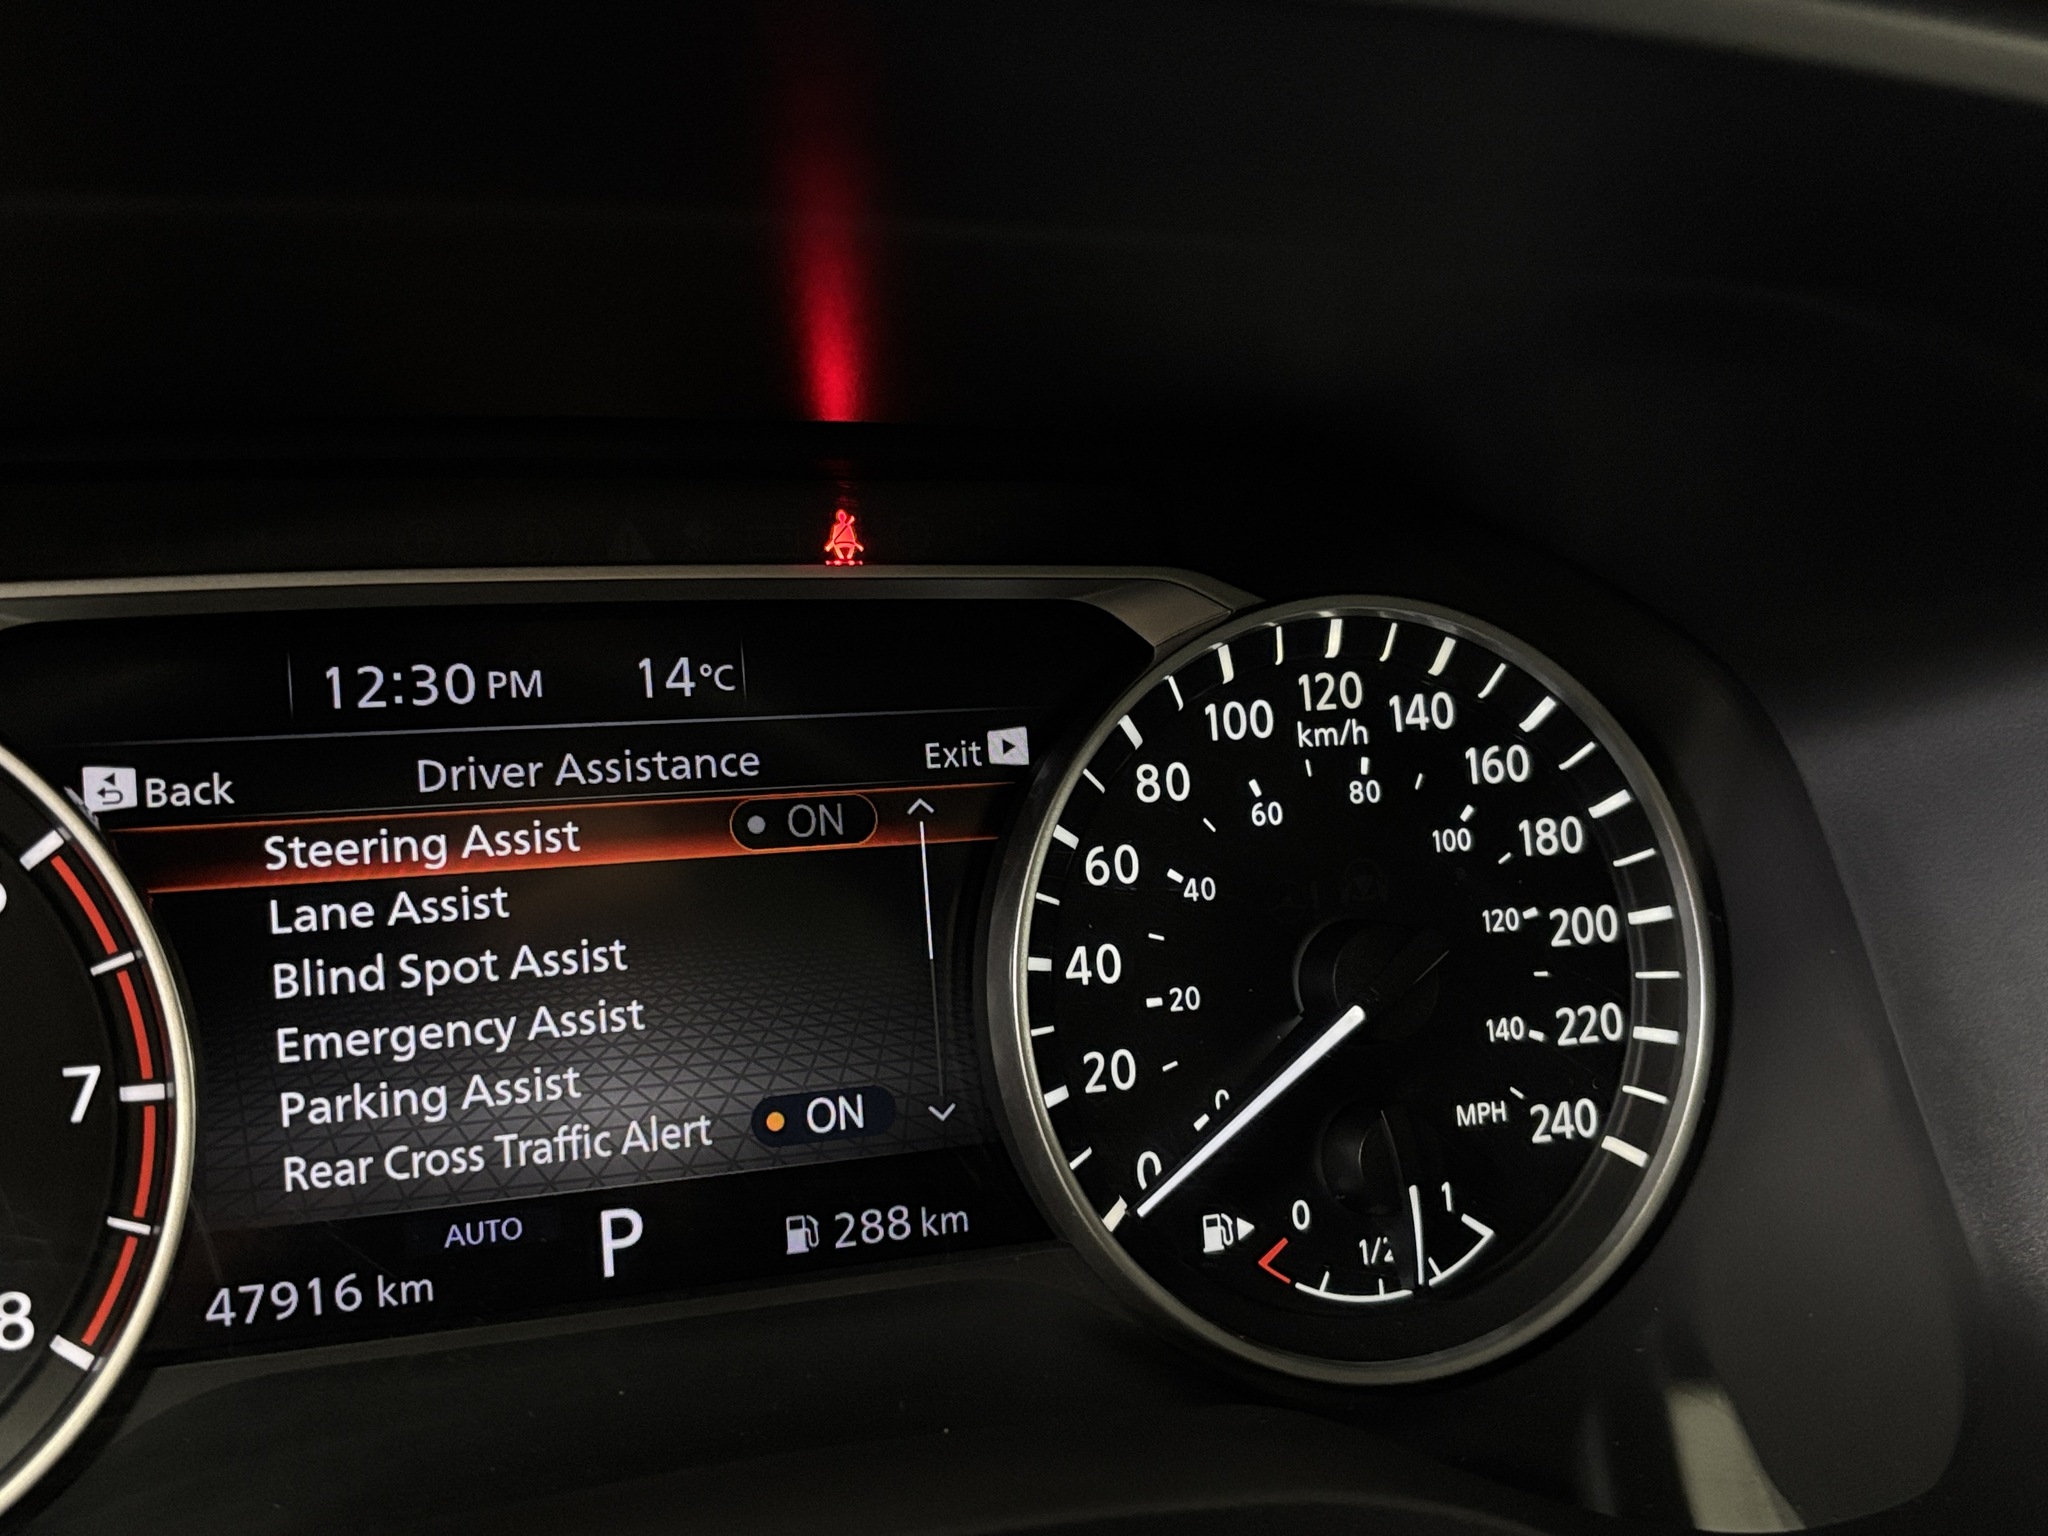 12:30 PM 14°C
Back Driver Assistance Exit
Steering Assist ON
Lane Assist
Blind Spot Assist
Emergency Assist
Parking Assist
Rear Cross Traffic Alert ON
AUTO P 288 km
47916 km
7
8
0
20
40
60
80
100
120
km/h
140
160
180
200
220
240
0
20
40
60
80
100
120
140
MPH
0
1/2
1